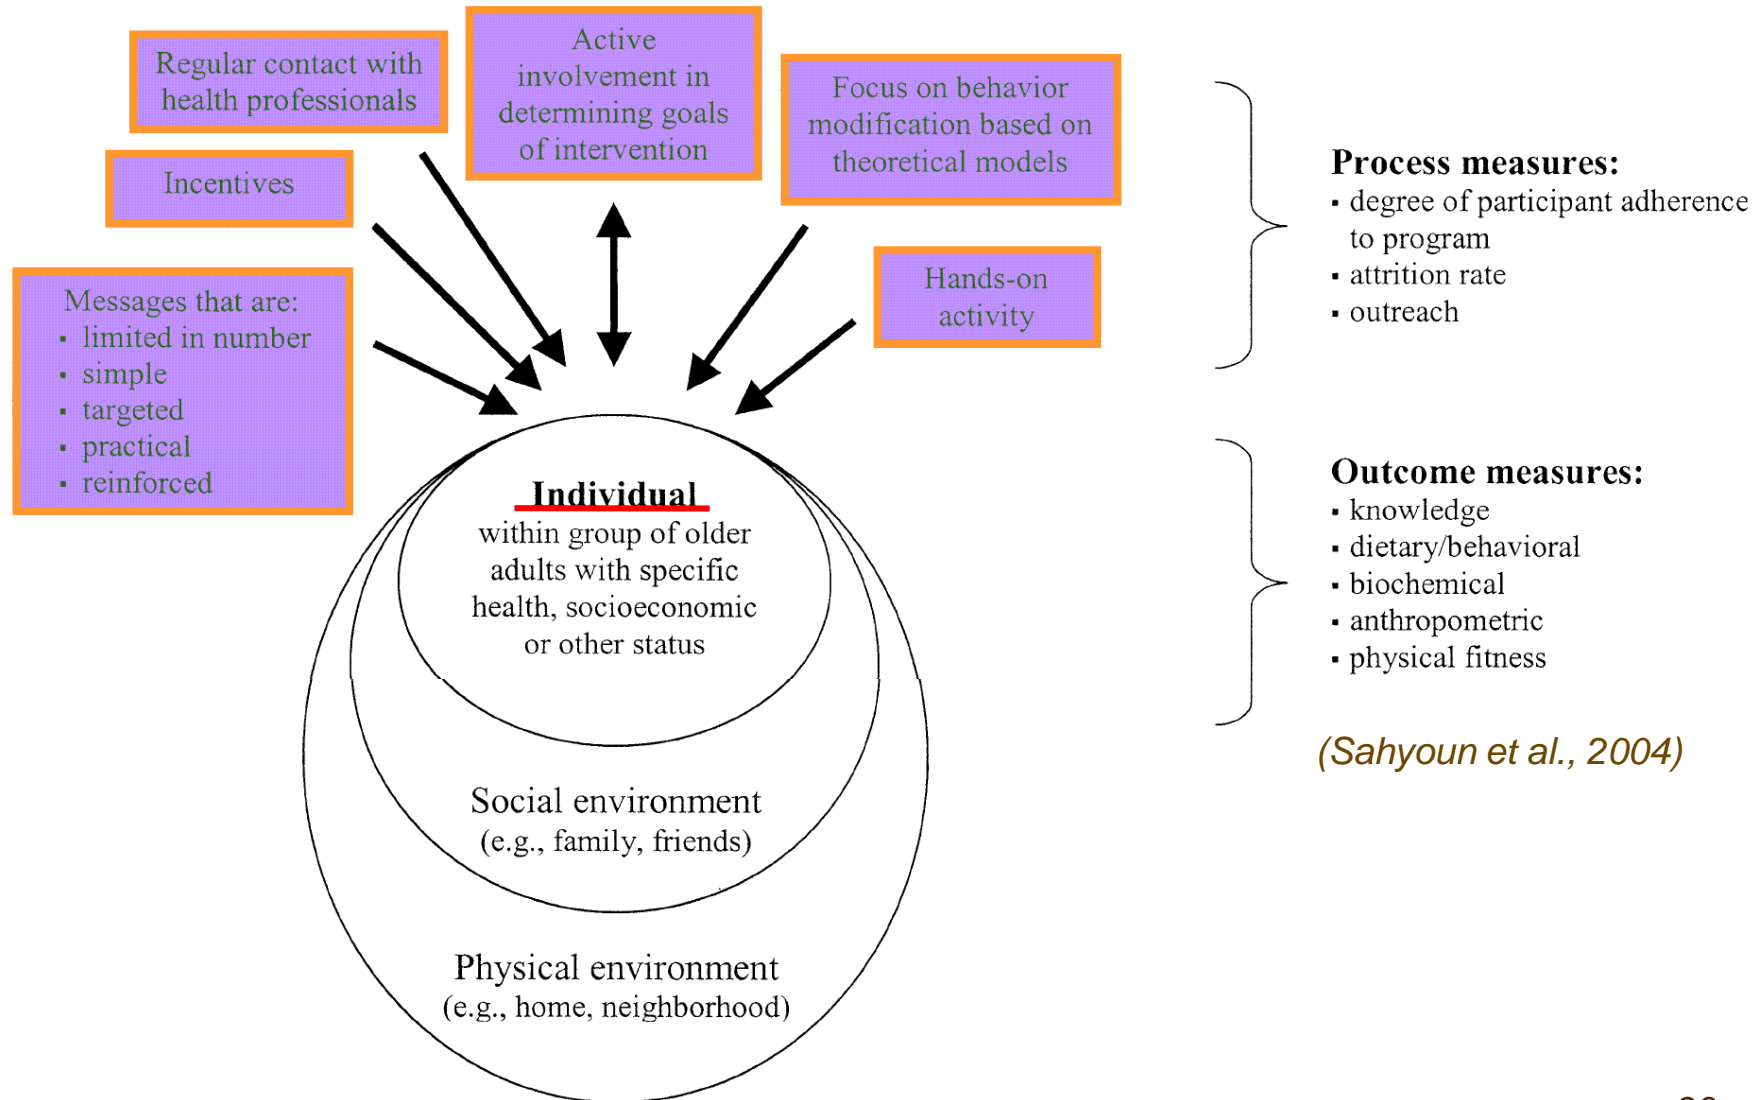 Regular contact with
health professionals
Active
involvement in
determining goals
of intervention
Focus on behavior
modification based on
theoretical models
Incentives
Hands-on
activity
Messages that are:
▪ limited in number
▪ simple
▪ targeted
▪ practical
▪ reinforced
Individual
within group of older
adults with specific
health, socioeconomic
or other status
Social environment
(e.g., family, friends)
Physical environment
(e.g., home, neighborhood)
Process measures:
▪ degree of participant adherence
to program
▪ attrition rate
▪ outreach
Outcome measures:
▪ knowledge
▪ dietary/behavioral
▪ biochemical
▪ anthropometric
▪ physical fitness
(Sahyoun et al., 2004)